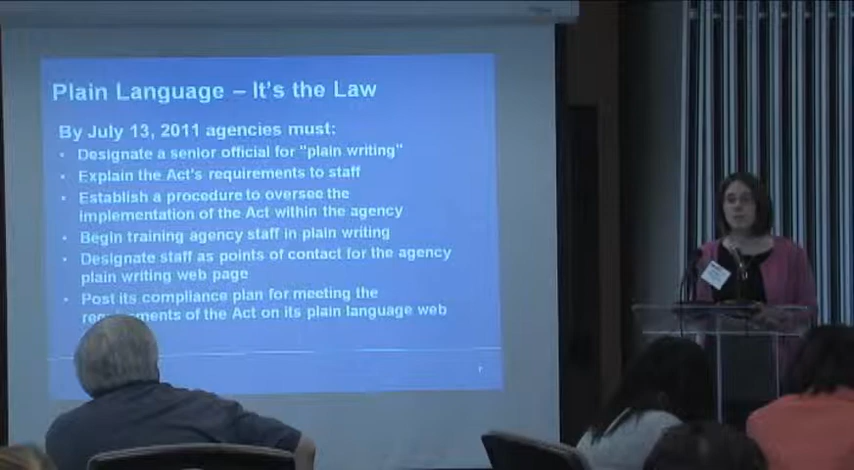 Plain Language – It's the Law
By July 13, 2011 agencies must:
• Designate a senior official for "plain writing"
• Explain the Act's requirements to staff
• Establish a procedure to oversee the
implementation of the Act within the agency
• Begin training agency staff in plain writing
• Designate staff as points of contact for the agency
plain writing web page
• Post its compliance plan for meeting the
of the Act on its plain language web